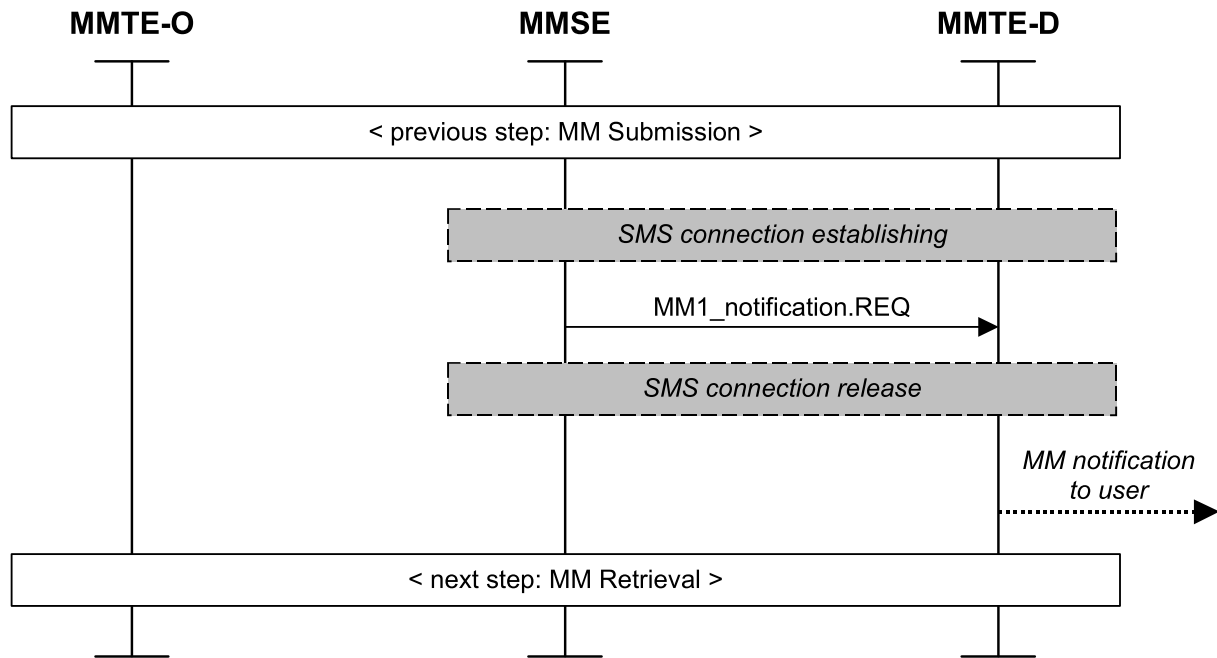 MMTE-O MMSE MMTE-D
< previous step: MM Submission >
SMS connection establishing
MM1_notification.REQ
SMS connection release
MM notification
to user
< next step: MM Retrieval >